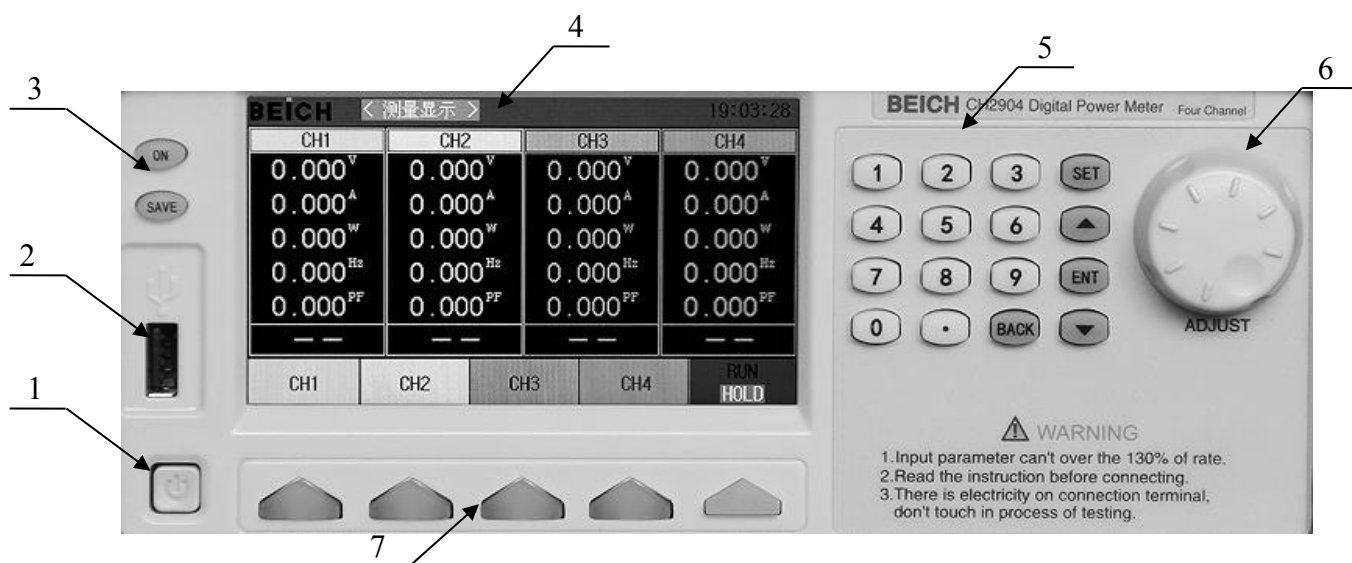 4
5
6
3
BEICH <测量显示> 19:03:28
BEICH CH2904 Digital Power Meter Four Channel
CH1 CH2 CH3 CH4
0.000V 0.000V 0.000V 0.000V
0.000A 0.000A 0.000A 0.000A
0.000W 0.000W 0.000W 0.000W
0.000Hz 0.000Hz 0.000Hz 0.000Hz
0.000PF 0.000PF 0.000PF 0.000PF
-- -- -- --
CH1 CH2 CH3 CH4 RUN
HOLD
ON
SAVE
2
1
1 2 3 SET
4 5 6
7 8 9 ENT
0 . BACK
ADJUST
WARNING
1.Input parameter can't over the 130% of rate.
2.Read the instruction before connecting.
3.There is electricity on connection terminal,
don't touch in process of testing.
7